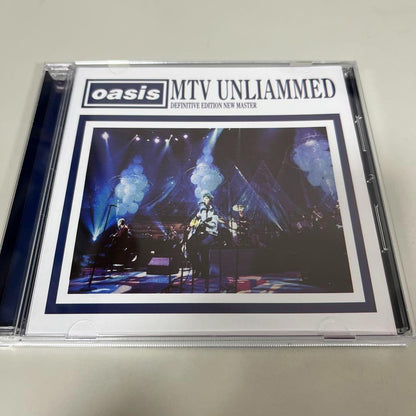 oasis
MTV UNLIAMMED
DEFINITIVE EDITION NEW MASTER